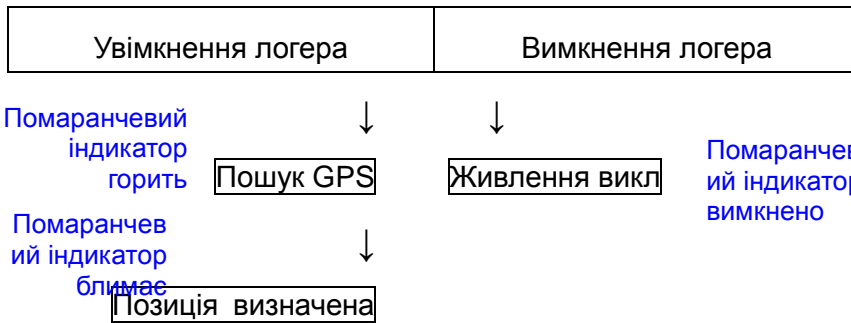 Увімкнення логера
Вимкнення логера
↓
↓
Помаранчевий
індикатор
горить
Пошук GPS
Живлення викл
Помаранчев
ий індикатор
вимкнено
Помаранчев
ий індикатор
блимає
↓
Позиція визначена